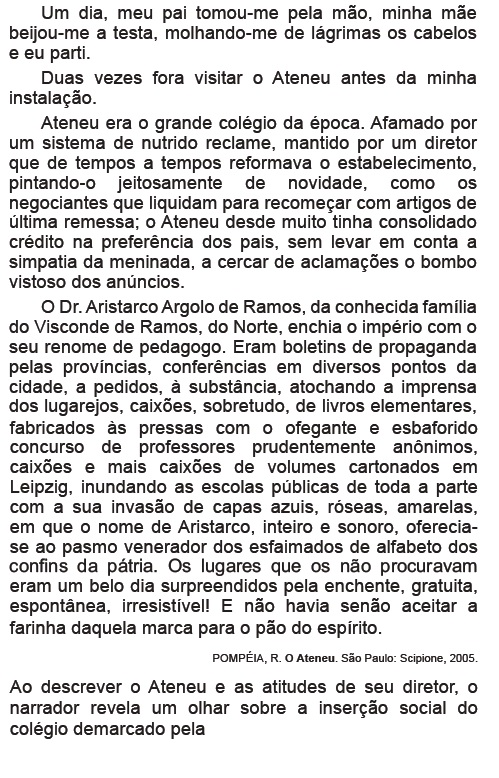 Um dia, meu pai tomou-me pela mão, minha mãe
beijou-me a testa, molhando-me de lágrimas os cabelos
e eu parti.
Duas vezes fora visitar o Ateneu antes da minha
instalação.
Ateneu era o grande colégio da época. Afamado por
um sistema de nutrido reclame, mantido por um diretor
que de tempos a tempos reformava o estabelecimento,
pintando-o jeitosamente de novidade, como os
negociantes que liquidam para recomeçar com artigos de
última remessa; o Ateneu desde muito tinha consolidado
crédito na preferência dos pais, sem levar em conta a
simpatia da meninada, a cercar de aclamações o bombo
vistoso dos anúncios.
O Dr. Aristarco Argolo de Ramos, da conhecida família
do Visconde de Ramos, do Norte, enchia o império com o
seu renome de pedagogo. Eram boletins de propaganda
pelas províncias, conferências em diversos pontos da
cidade, a pedidos, à substância, atochando a imprensa
dos lugarejos, caixões, sobretudo, de livros elementares,
fabricados às pressas com o ofegante e esbaforido
concurso de professores prudentemente anônimos,
caixões e mais caixões de volumes cartonados em
Leipzig, inundando as escolas públicas de toda a parte
com a sua invasão de capas azuis, róseas, amarelas,
em que o nome de Aristarco, inteiro e sonoro, oferecia-
se ao pasmo venerador dos esfaimados de alfabeto dos
confins da pátria. Os lugares que os não procuravam
eram um belo dia surpreendidos pela enchente, gratuita,
espontânea, irresistível! E não havia senão aceitar a
farinha daquela marca para o pão do espírito.
POMPÉIA, R. O Ateneu. São Paulo: Scipione, 2005.
Ao descrever o Ateneu e as atitudes de seu diretor, o
narrador revela um olhar sobre a inserção social do
colégio demarcado pela